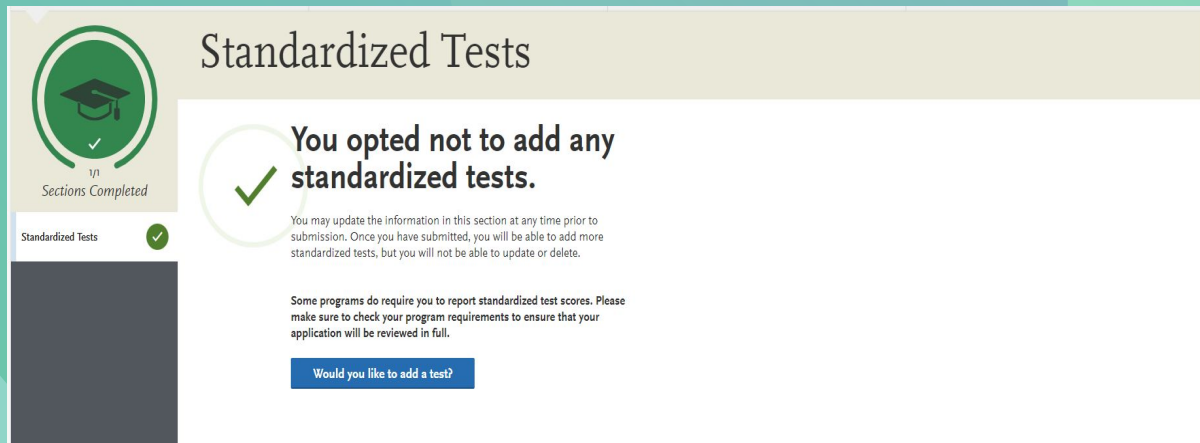 Standardized Tests
1/1
Sections Completed
Standardized Tests
You opted not to add any
standardized tests.
You may update the information in this section at any time prior to
submission. Once you have submitted, you will be able to add more
standardized tests, but you will not be able to update or delete.
Some programs do require you to report standardized test scores. Please
make sure to check your program requirements to ensure that your
application will be reviewed in full.
Would you like to add a test?